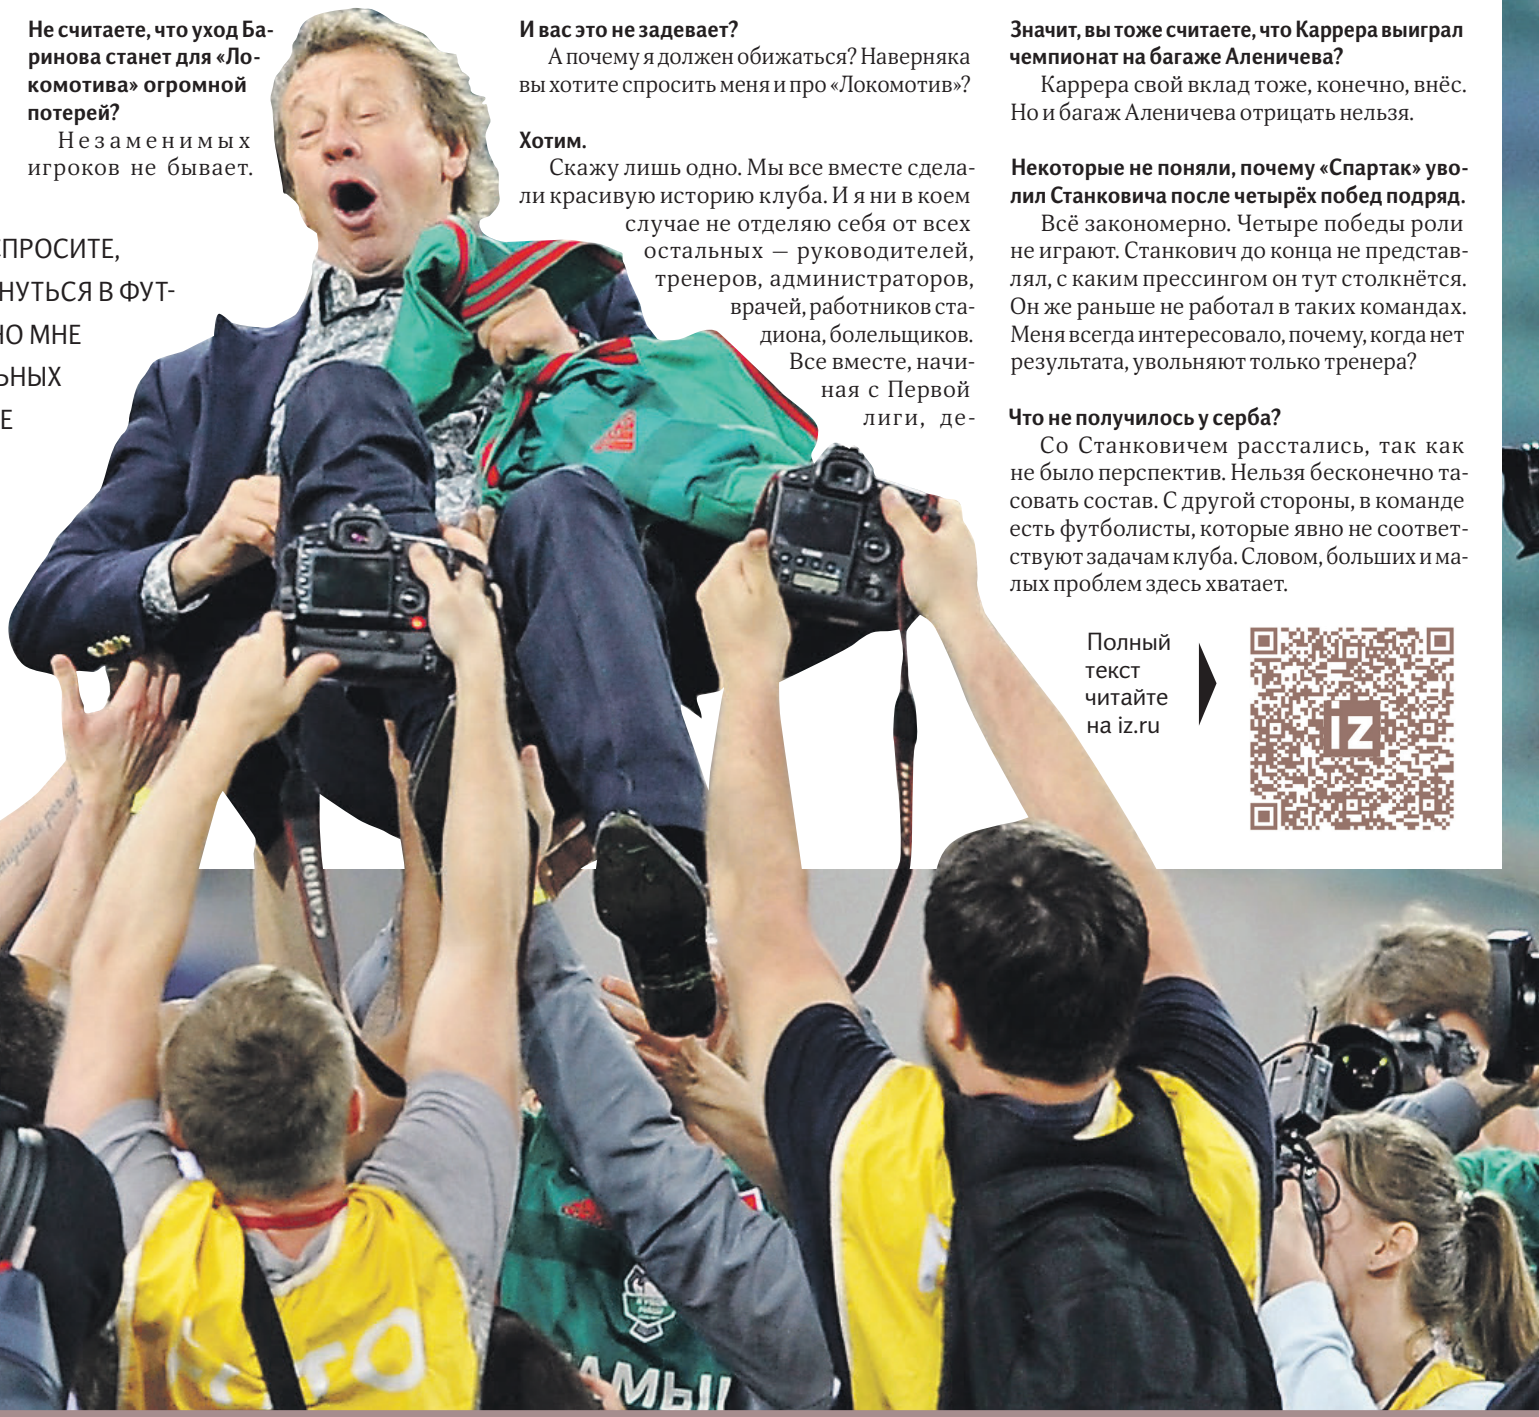 Не считаете, что уход Ба-
ринова станет для «Ло-
комотива» огромной
потерей?
Незаменимых
игроков не бывает.
СПРОСИТЕ,
НУТЬСЯ В ФУТ-
НО МНЕ
ЬНЫХ
Е
И вас это не задевает?
А почему я должен обижаться? Наверняка
вы хотите спросить меня и про «Локомотив»?
Хотим.
Скажу лишь одно. Мы все вместе сдела-
ли красивую историю клуба. И я ни в коем
случае не отделяю себя от всех
остальных — руководителей,
тренеров, администраторов,
врачей, работников ста-
диона, болельщиков.
Все вместе, начи-
ная с Первой
лиги, де-
Значит, вы тоже считаете, что Каррера выиграл
чемпионат на багаже Аленичева?
Каррера свой вклад тоже, конечно, внёс.
Но и багаж Аленичева отрицать нельзя.
Некоторые не поняли, почему «Спартак» уво-
лил Станковича после четырёх побед подряд.
Всё закономерно. Четыре победы роли
не играют. Станкович до конца не представ-
лял, с каким прессингом он тут столкнётся.
Он же раньше не работал в таких командах.
Меня всегда интересовало, почему, когда нет
результата, увольняют только тренера?
Что не получилось у серба?
Со Станковичем расстались, так как
не было перспектив. Нельзя бесконечно та-
совать состав. С другой стороны, в команде
есть футболисты, которые явно не соответ-
ствуют задачам клуба. Словом, больших и ма-
лых проблем здесь хватает.
Полный
текст
читайте
на iz.ru
iz
Canon